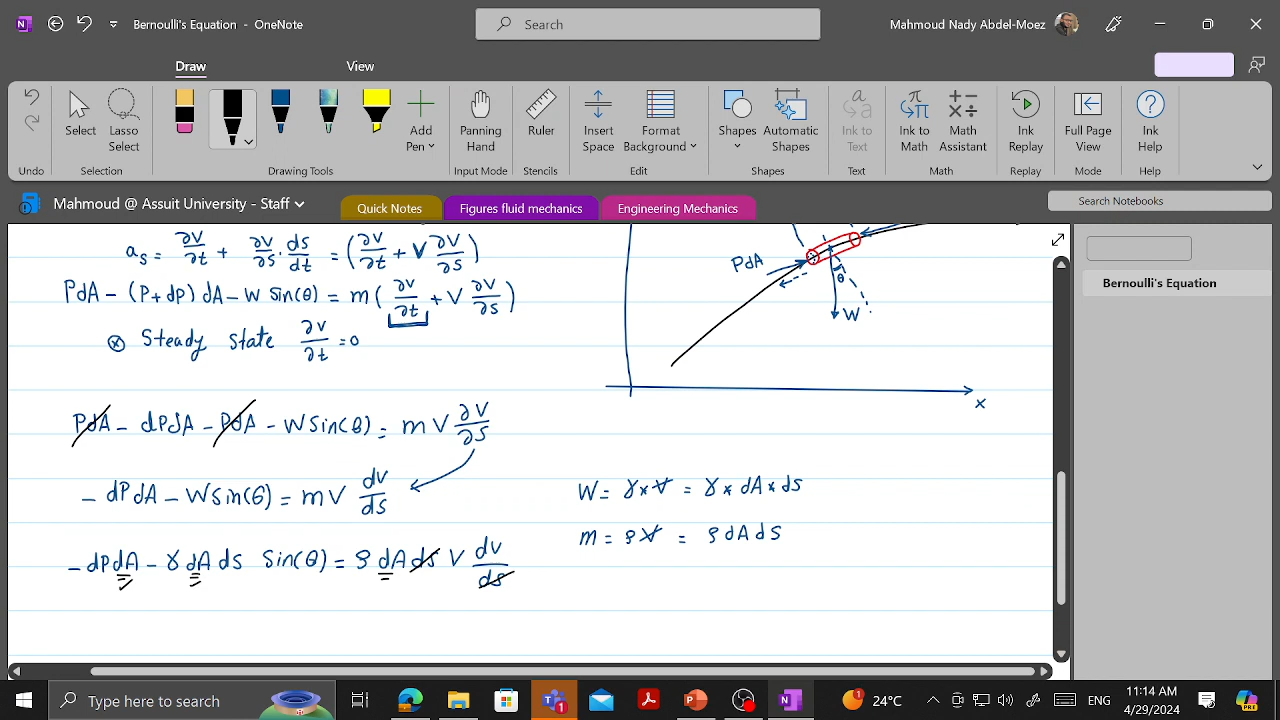 Bernoulli's Equation - OneNote
Search
Mahmoud Nady Abdel-Moez
Draw
View
Select
Lasso Select
Add Pen
Panning Hand
Ruler
Insert Space
Format Background
Shapes
Automatic Shapes
Ink to Text
Ink to Math
Math Assistant
Ink Replay
Full Page View
Ink Help
Undo
Selection
Drawing Tools
Input Mode
Stencils
Edit
Shapes
Math
Replay
Help
Mahmoud @ Assuit University - Staff
Quick Notes
Figures fluid mechanics
Engineering Mechanics
Search Notebooks
Bernoulli's Equation
a_s = ∂V/∂t + ∂V/∂s . ds/dt = (∂V/∂t + V ∂V/∂s)
PdA - (P+dp) dA - W sin(θ) = m (∂V/∂t + V ∂V/∂s)
⊗ Steady state ∂V/∂t = 0
PdA - dPdA - PdA - W sin(θ) = m V ∂V/∂s
- dPdA - W sin(θ) = m V dv/ds
- dPdA - γ dA ds sin(θ) = ρ dA ds V dv/ds
PdA
θ
W
x
W = γ * V = γ * dA * ds
m = ρ V = ρ dA ds
Type here to search
24°C
ENG
11:14 AM
4/29/2024